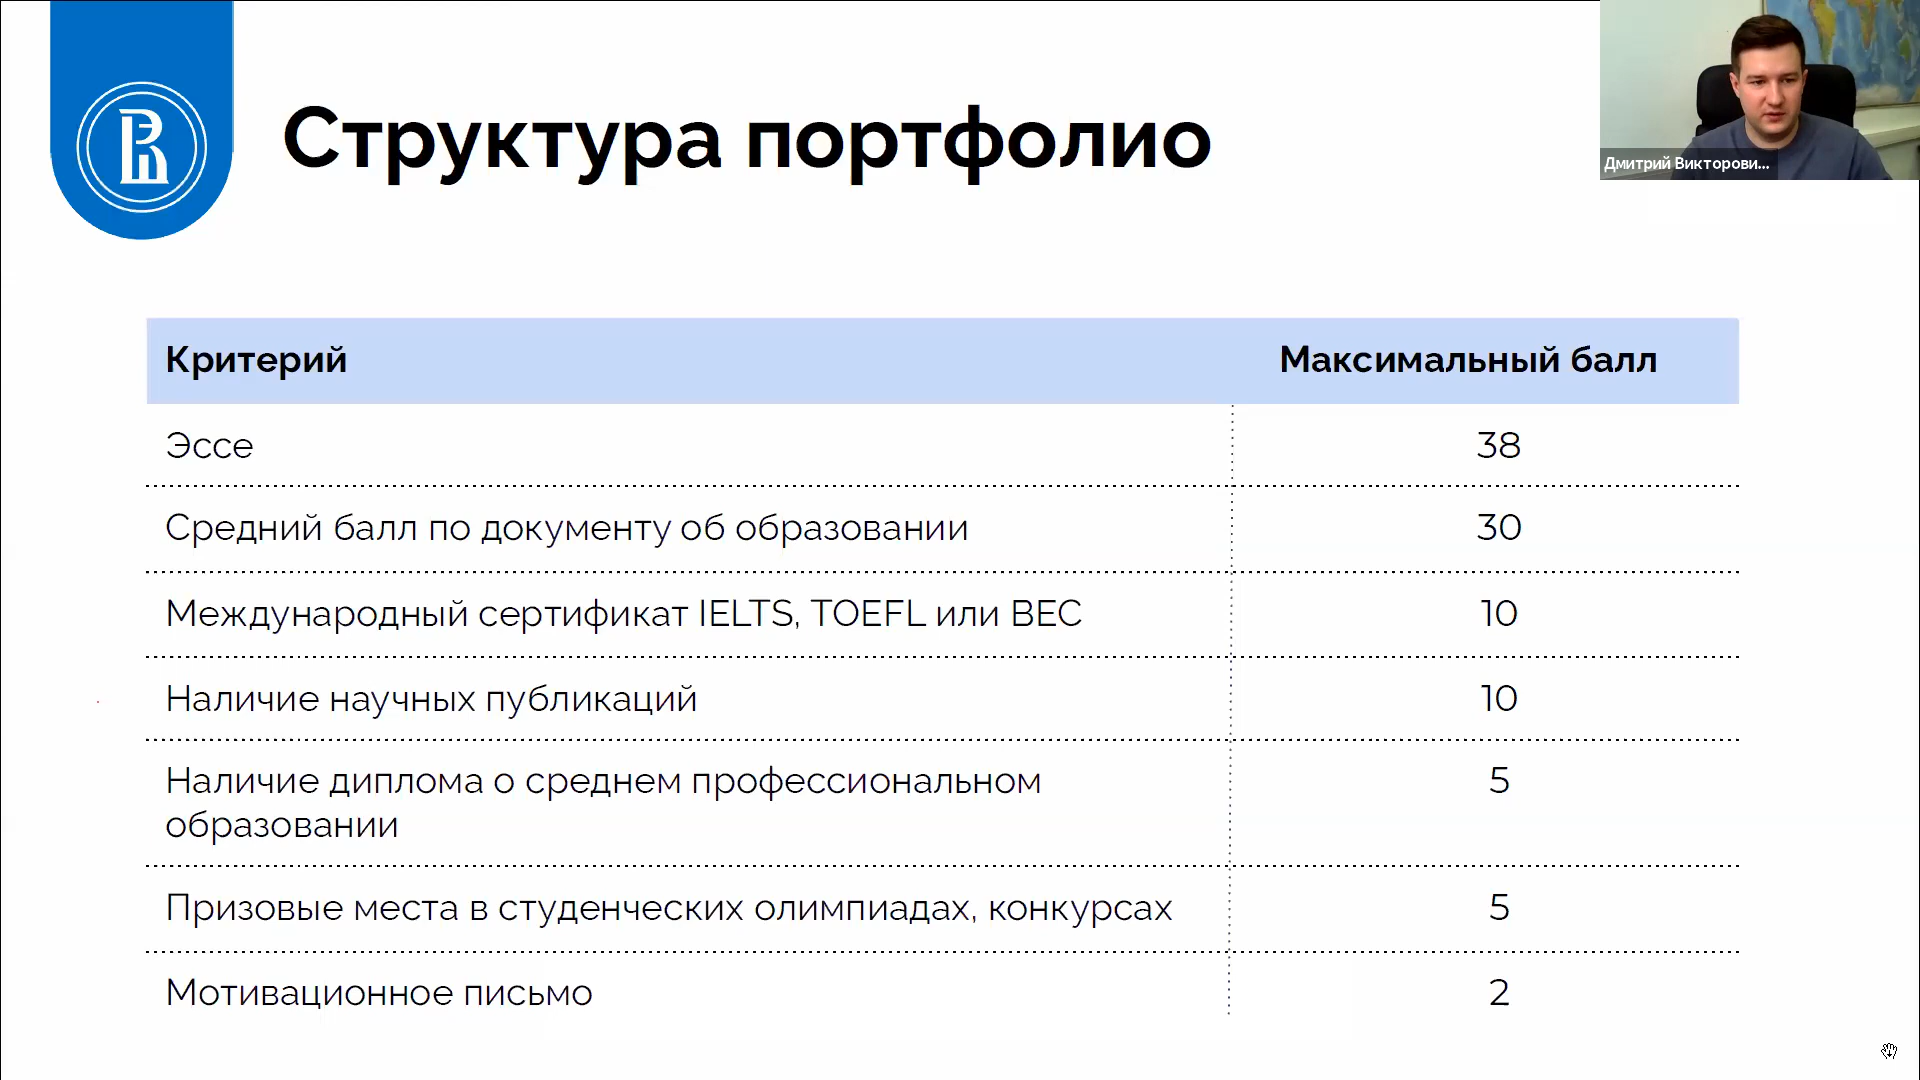 Структура портфолио
Дмитрий Викторови...
Критерий Максимальный балл
Эссе 38
Средний балл по документу об образовании 30
Международный сертификат IELTS, TOEFL или BEC 10
Наличие научных публикаций 10
Наличие диплома о среднем профессиональном 5
образовании
Призовые места в студенческих олимпиадах, конкурсах 5
Мотивационное письмо 2